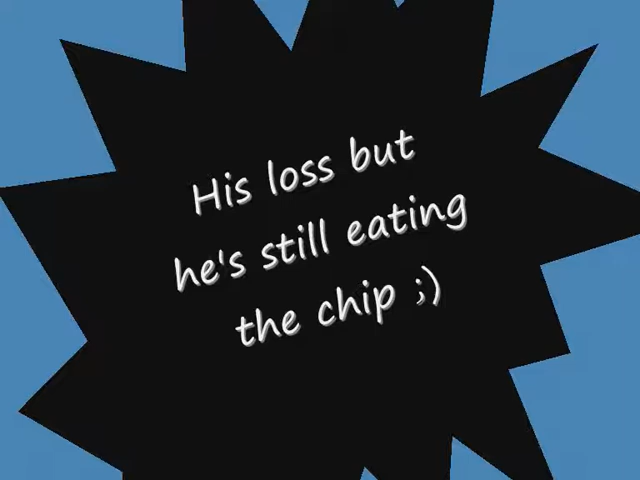 His loss but
he's still eating
the chip ;)